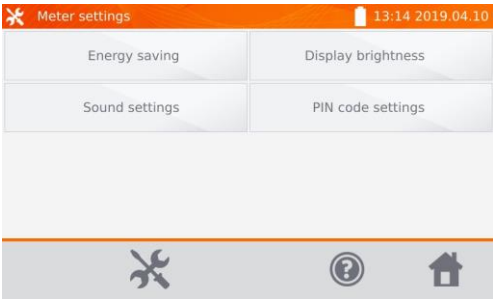 Meter settings 13:14 2019.04.10
Energy saving Display brightness
Sound settings PIN code settings
?